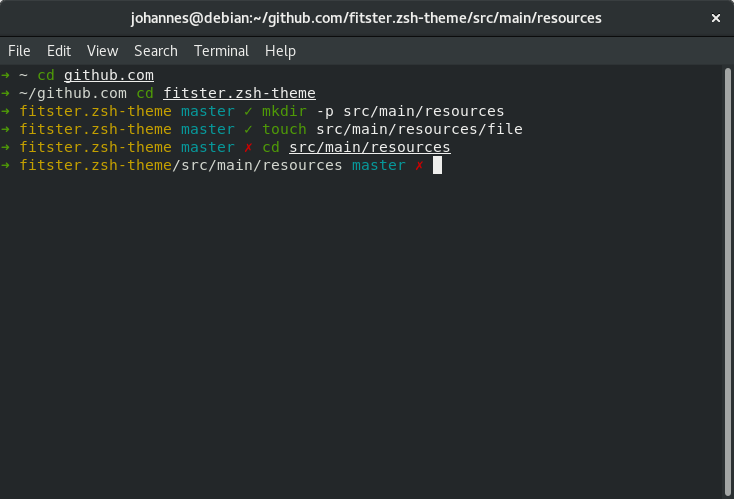 johannes@debian:~/github.com/fitster.zsh-theme/src/main/resources ×
File Edit View Search Terminal Help
➜ ~ cd github.com
➜ ~/github.com cd fitster.zsh-theme
➜ fitster.zsh-theme master ✓ mkdir -p src/main/resources
➜ fitster.zsh-theme master ✓ touch src/main/resources/file
➜ fitster.zsh-theme master ✗ cd src/main/resources
➜ fitster.zsh-theme/src/main/resources master ✗